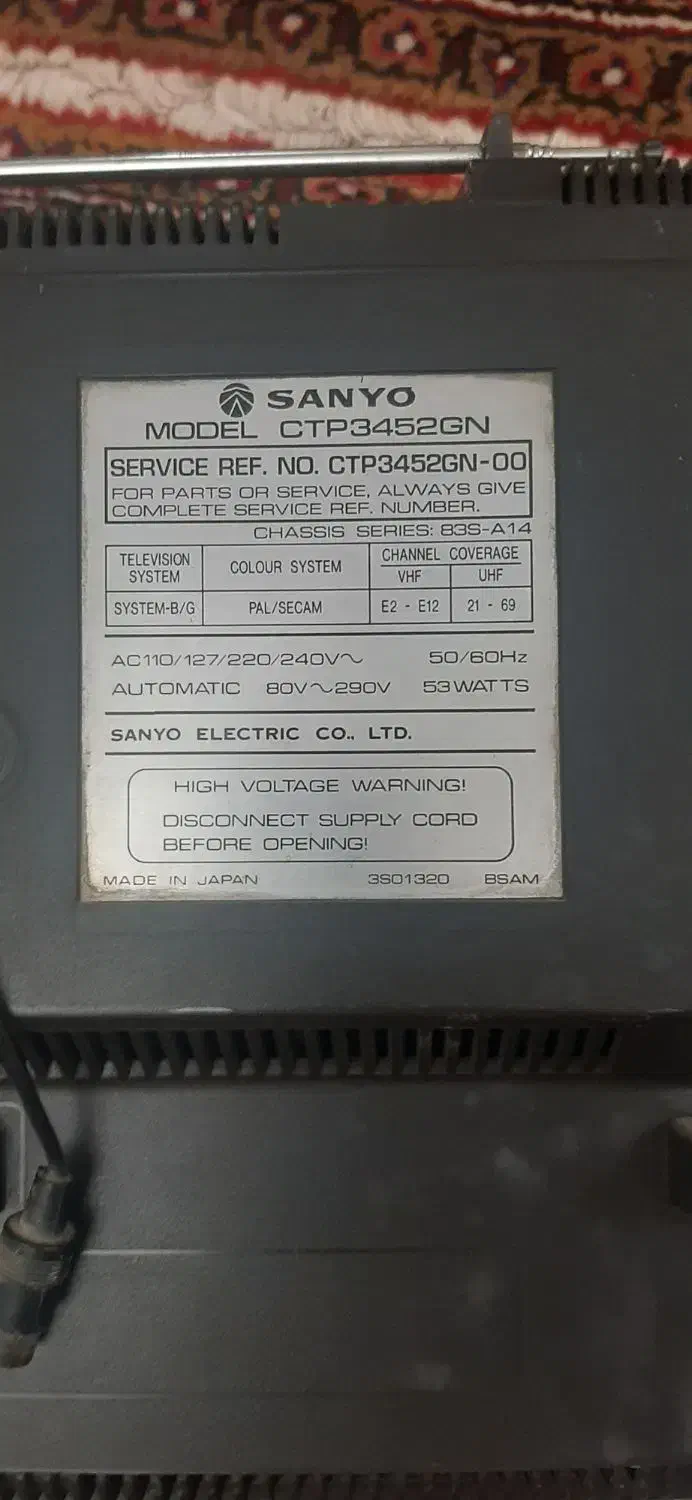 SANYO
MODEL CTP3452GN
SERVICE REF. NO. CTP3452GN-00
FOR PARTS OR SERVICE, ALWAYS GIVE
COMPLETE SERVICE REF. NUMBER.
CHASSIS SERIES: 83S-A14
TELEVISION SYSTEM COLOUR SYSTEM CHANNEL COVERAGE
VHF UHF
SYSTEM-B/G PAL/SECAM E2 - E12 21 - 69
AC110/127/220/240V～ 50/60Hz
AUTOMATIC 80V～290V 53WATTS
SANYO ELECTRIC CO., LTD.
HIGH VOLTAGE WARNING!
DISCONNECT SUPPLY CORD
BEFORE OPENING!
MADE IN JAPAN 3S01320 BSAM